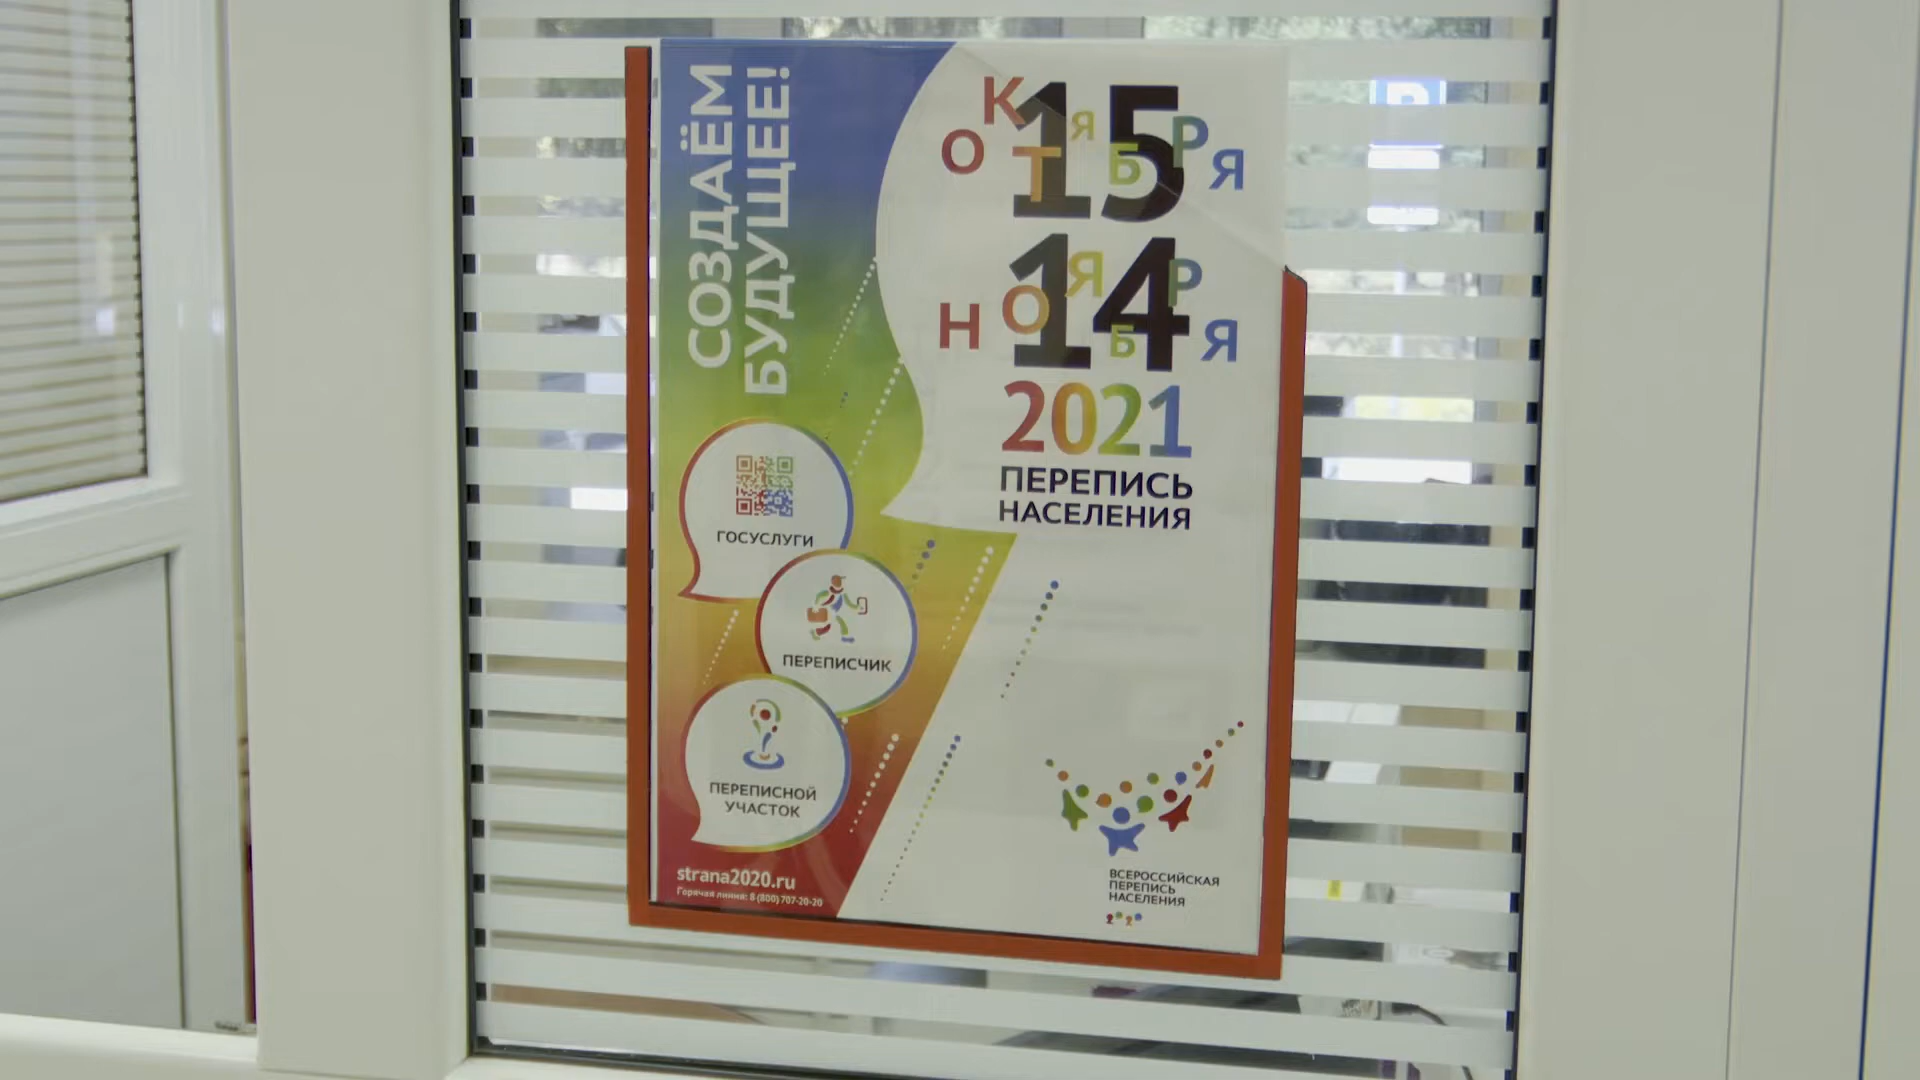 СОЗДАЁМ
БУДУЩЕЕ!
15
ОКТЯБРЯ
14
НОЯБРЯ
2021
ПЕРЕПИСЬ
НАСЕЛЕНИЯ
ГОСУСЛУГИ
ПЕРЕПИСЧИК
ПЕРЕПИСНОЙ
УЧАСТОК
strana2020.ru
Горячая линия: 8 (800) 707-20-20
ВСЕРОССИЙСКАЯ
ПЕРЕПИСЬ
НАСЕЛЕНИЯ
2020